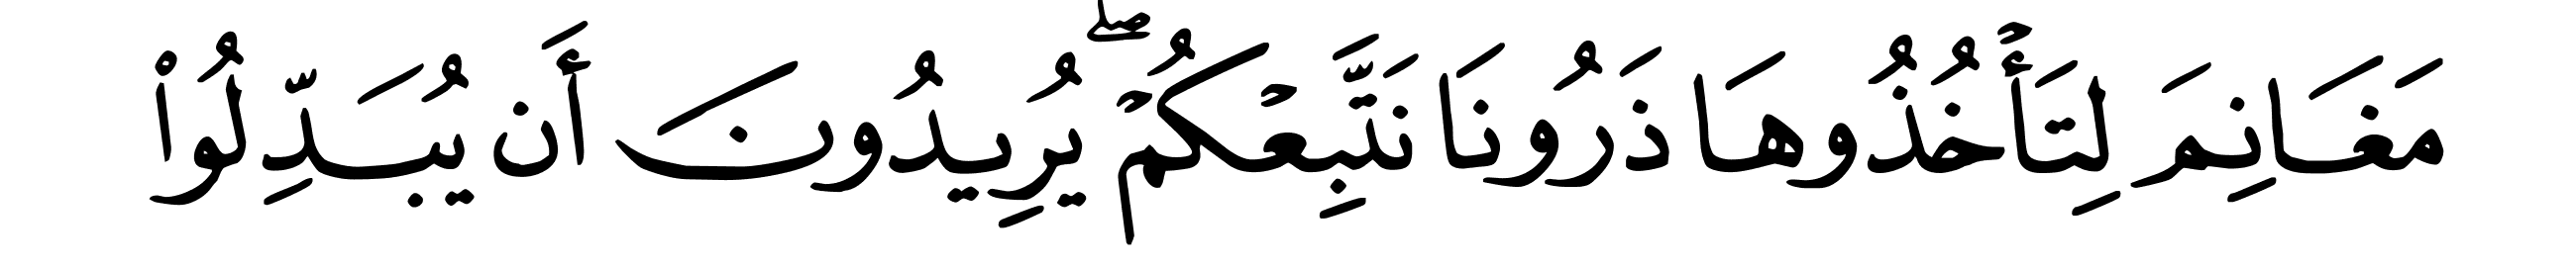 مَغَانِمَ لِتَأۡخُذُوهَا ذَرُونَا نَتَّبِعۡكُمۡۖ يُرِيدُونَ أَن يُبَدِّلُواْ